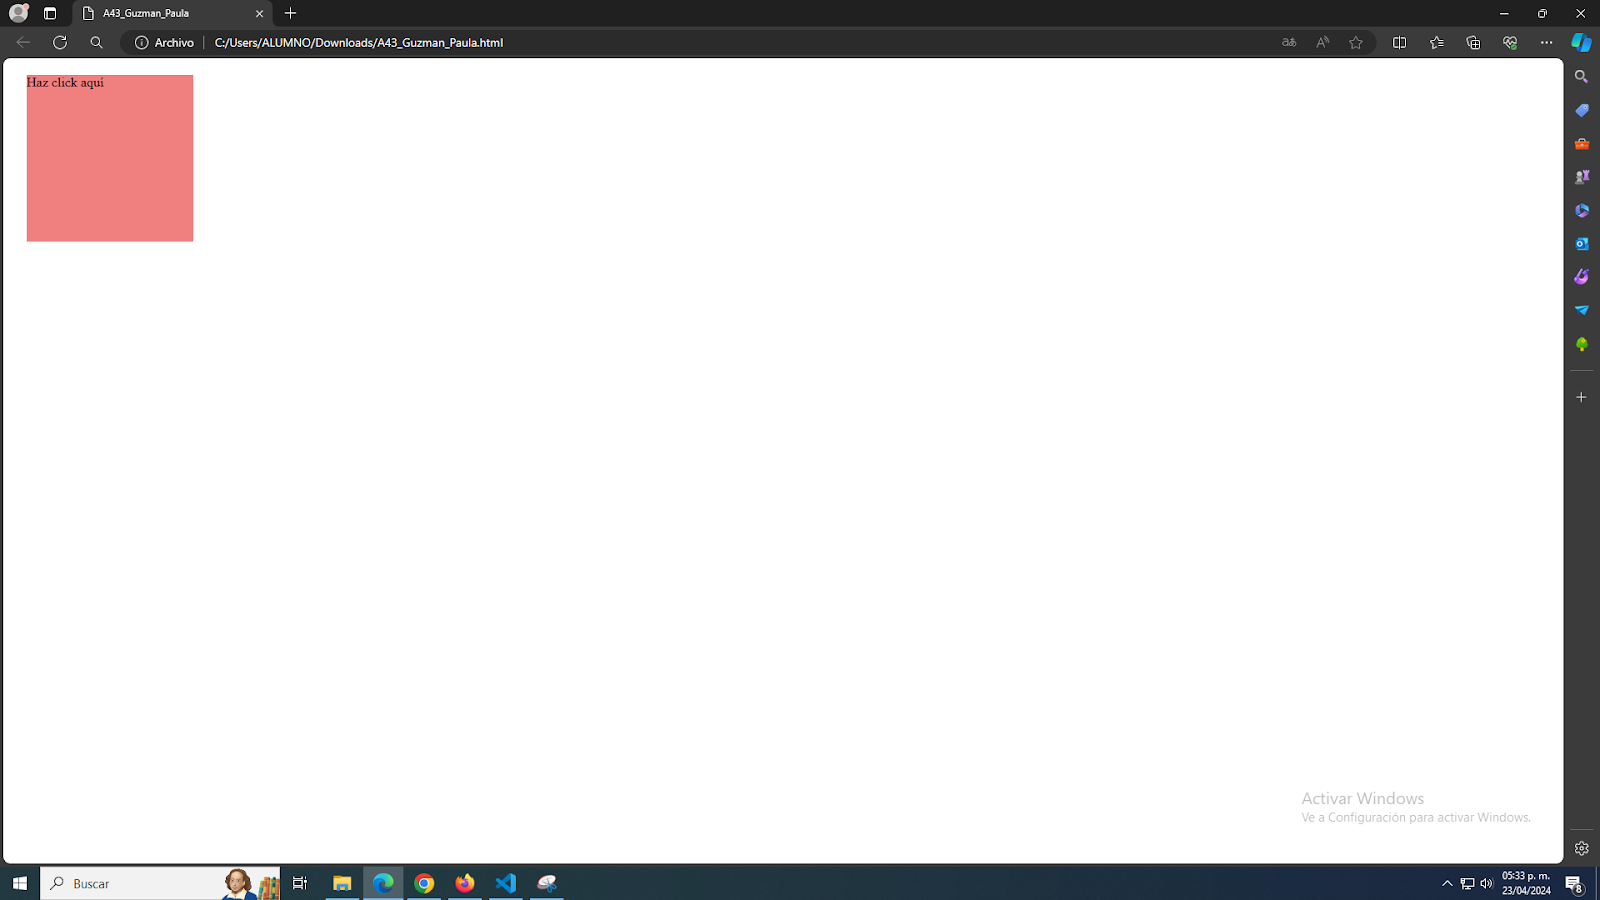 A43_Guzman_Paula
Archivo
C:/Users/ALUMNO/Downloads/A43_Guzman_Paula.html
Haz click aquí
Activar Windows
Ve a Configuración para activar Windows.
Buscar
05:33 p. m.
23/04/2024
8